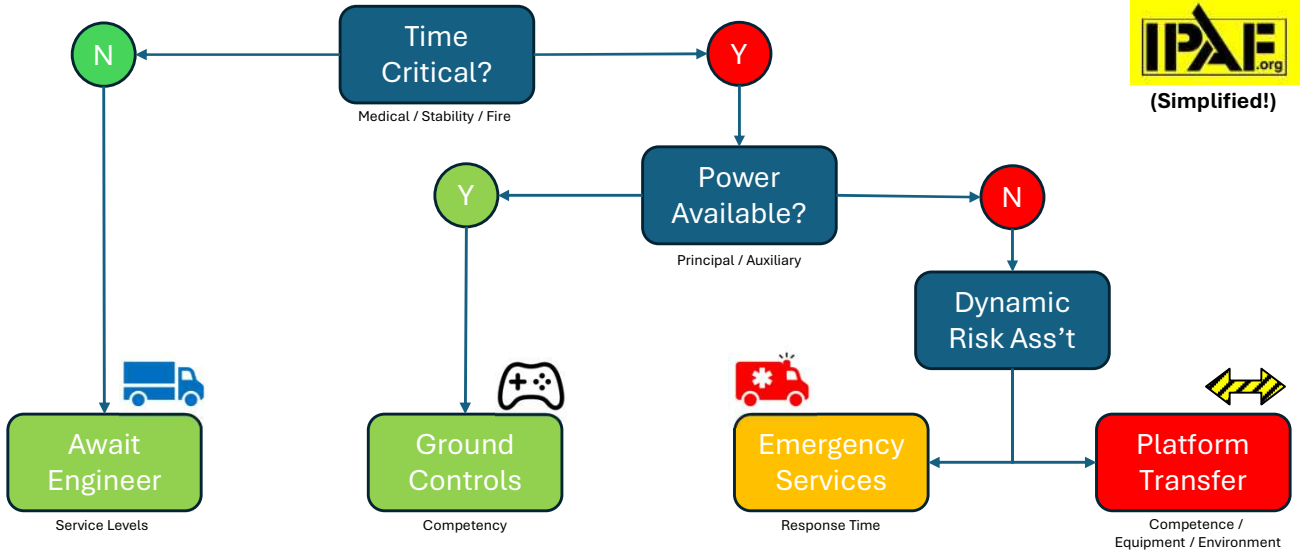 Time
Critical?
N
Y
Medical / Stability / Fire
IPAF
.org
(Simplified!)
Power
Available?
Y
N
Principal / Auxiliary
Dynamic
Risk Ass’t
Await
Engineer
Service Levels
Ground
Controls
Competency
Emergency
Services
Response Time
Platform
Transfer
Competence /
Equipment / Environment